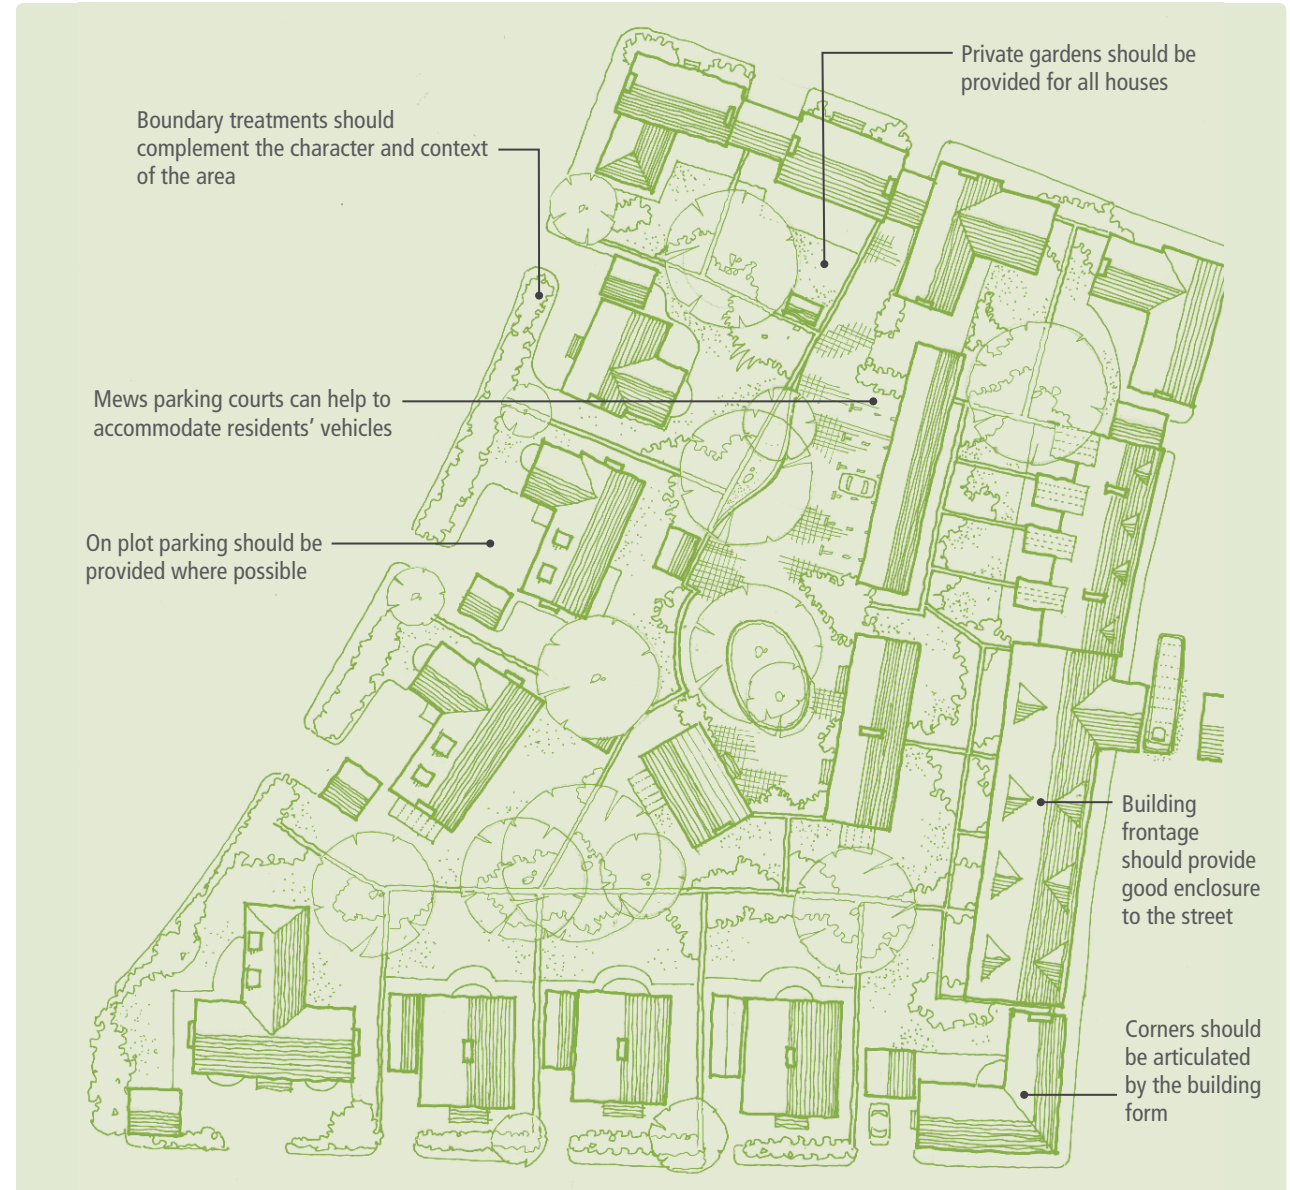 Private gardens should be
provided for all houses
Boundary treatments should
complement the character and context
of the area
Mews parking courts can help to
accommodate residents’ vehicles
On plot parking should be
provided where possible
Building
frontage
should provide
good enclosure
to the street
Corners should
be articulated
by the building
form